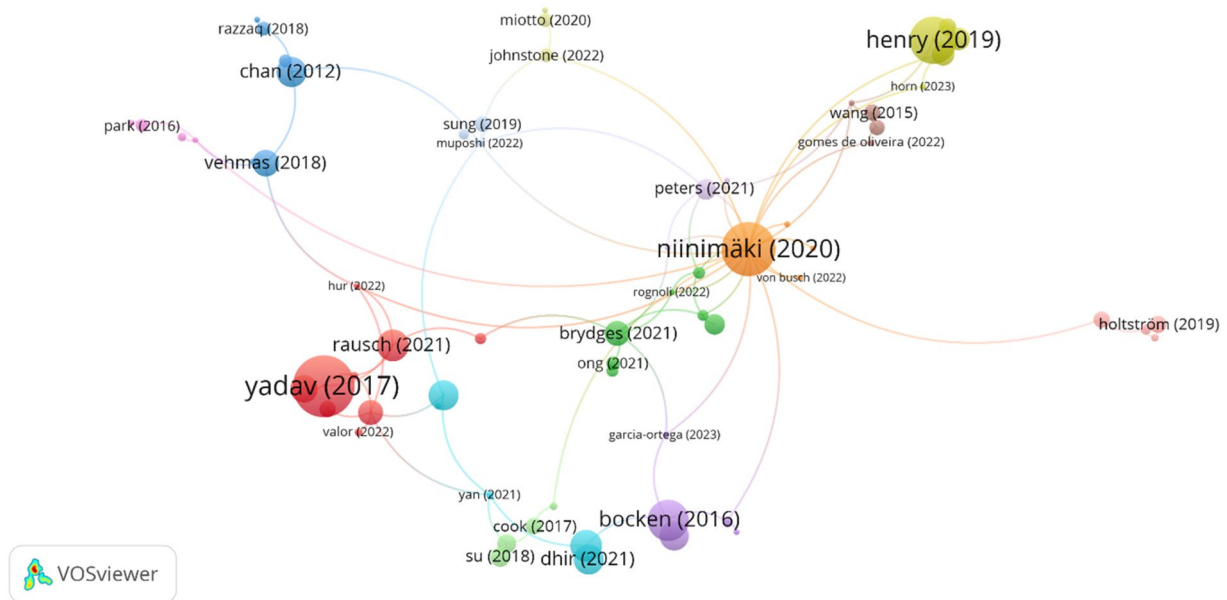 miotto (2020)
razzaq (2018)
henry (2019)
johnstone (2022)
chan (2012)
horn (2023)
wang (2015)
park (2016)
sung (2019)
muposhi (2022)
gomes de oliveira (2022)
vehmas (2018)
peters (2021)
niinimäki (2020)
von busch (2022)
hur (2022)
rognoli (2022)
holtström (2019)
brydges (2021)
rausch (2021)
ong (2021)
yadav (2017)
valor (2022)
garcia-ortega (2023)
yan (2021)
bocken (2016)
cook (2017)
su (2018)
dhir (2021)
VOSviewer